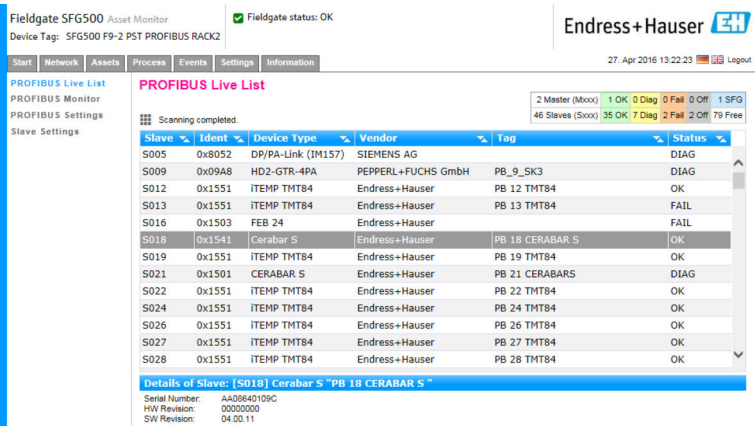 Fieldgate SFG500 Asset Monitor
Device Tag: SFG500 F9-2 PST PROFIBUS RACK2
Fieldgate status: OK
Endress+Hauser EH
Start Network Assets Process Events Settings Information
27. Apr 2016 13:22:23 Logout
PROFIBUS Live List
PROFIBUS Monitor
PROFIBUS Settings
Slave Settings
PROFIBUS Live List
Scanning completed.
2 Master (Mxxx) 1 OK 0 Diag 0 Fail 0 Off 1 SFG
46 Slaves (Sxxx) 35 OK 7 Diag 2 Fail 2 Off 79 Free
Slave Ident Device Type Vendor Tag Status
S005 0x8052 DP/PA-Link (IM157) SIEMENS AG DIAG
S009 0x09A8 HD2-GTR-4PA PEPPERL+FUCHS GmbH PB_9_SK3 DIAG
S012 0x1551 iTEMP TMT84 Endress+Hauser PB 12 TMT84 OK
S013 0x1551 iTEMP TMT84 Endress+Hauser PB 13 TMT84 FAIL
S016 0x1503 FEB 24 Endress+Hauser FAIL
S018 0x1541 Cerabar S Endress+Hauser PB 18 CERABAR S OK
S019 0x1551 iTEMP TMT84 Endress+Hauser PB 19 TMT84 OK
S021 0x1501 CERABAR S Endress+Hauser PB 21 CERABARS DIAG
S022 0x1551 iTEMP TMT84 Endress+Hauser PB 22 TMT84 OK
S024 0x1551 iTEMP TMT84 Endress+Hauser PB 24 TMT84 OK
S026 0x1551 iTEMP TMT84 Endress+Hauser PB 26 TMT84 OK
S027 0x1551 iTEMP TMT84 Endress+Hauser PB 27 TMT84 OK
S028 0x1551 iTEMP TMT84 Endress+Hauser PB 28 TMT84 OK
Details of Slave: [S018] Cerabar S "PB 18 CERABAR S "
Serial Number: AA08640109C
HW Revision: 00000000
SW Revision: 04.00.11